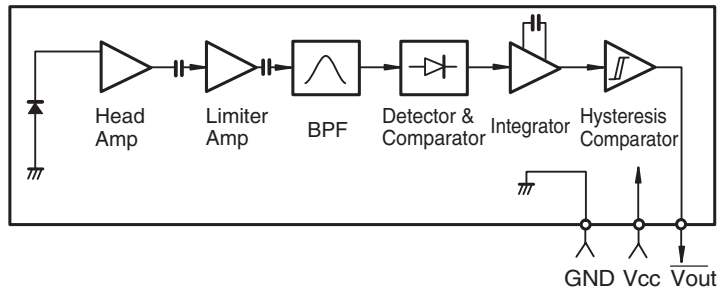 Head
Amp
Limiter
Amp
BPF
Detector &
Comparator
Integrator
Hysteresis
Comparator
GND
Vcc
Vout